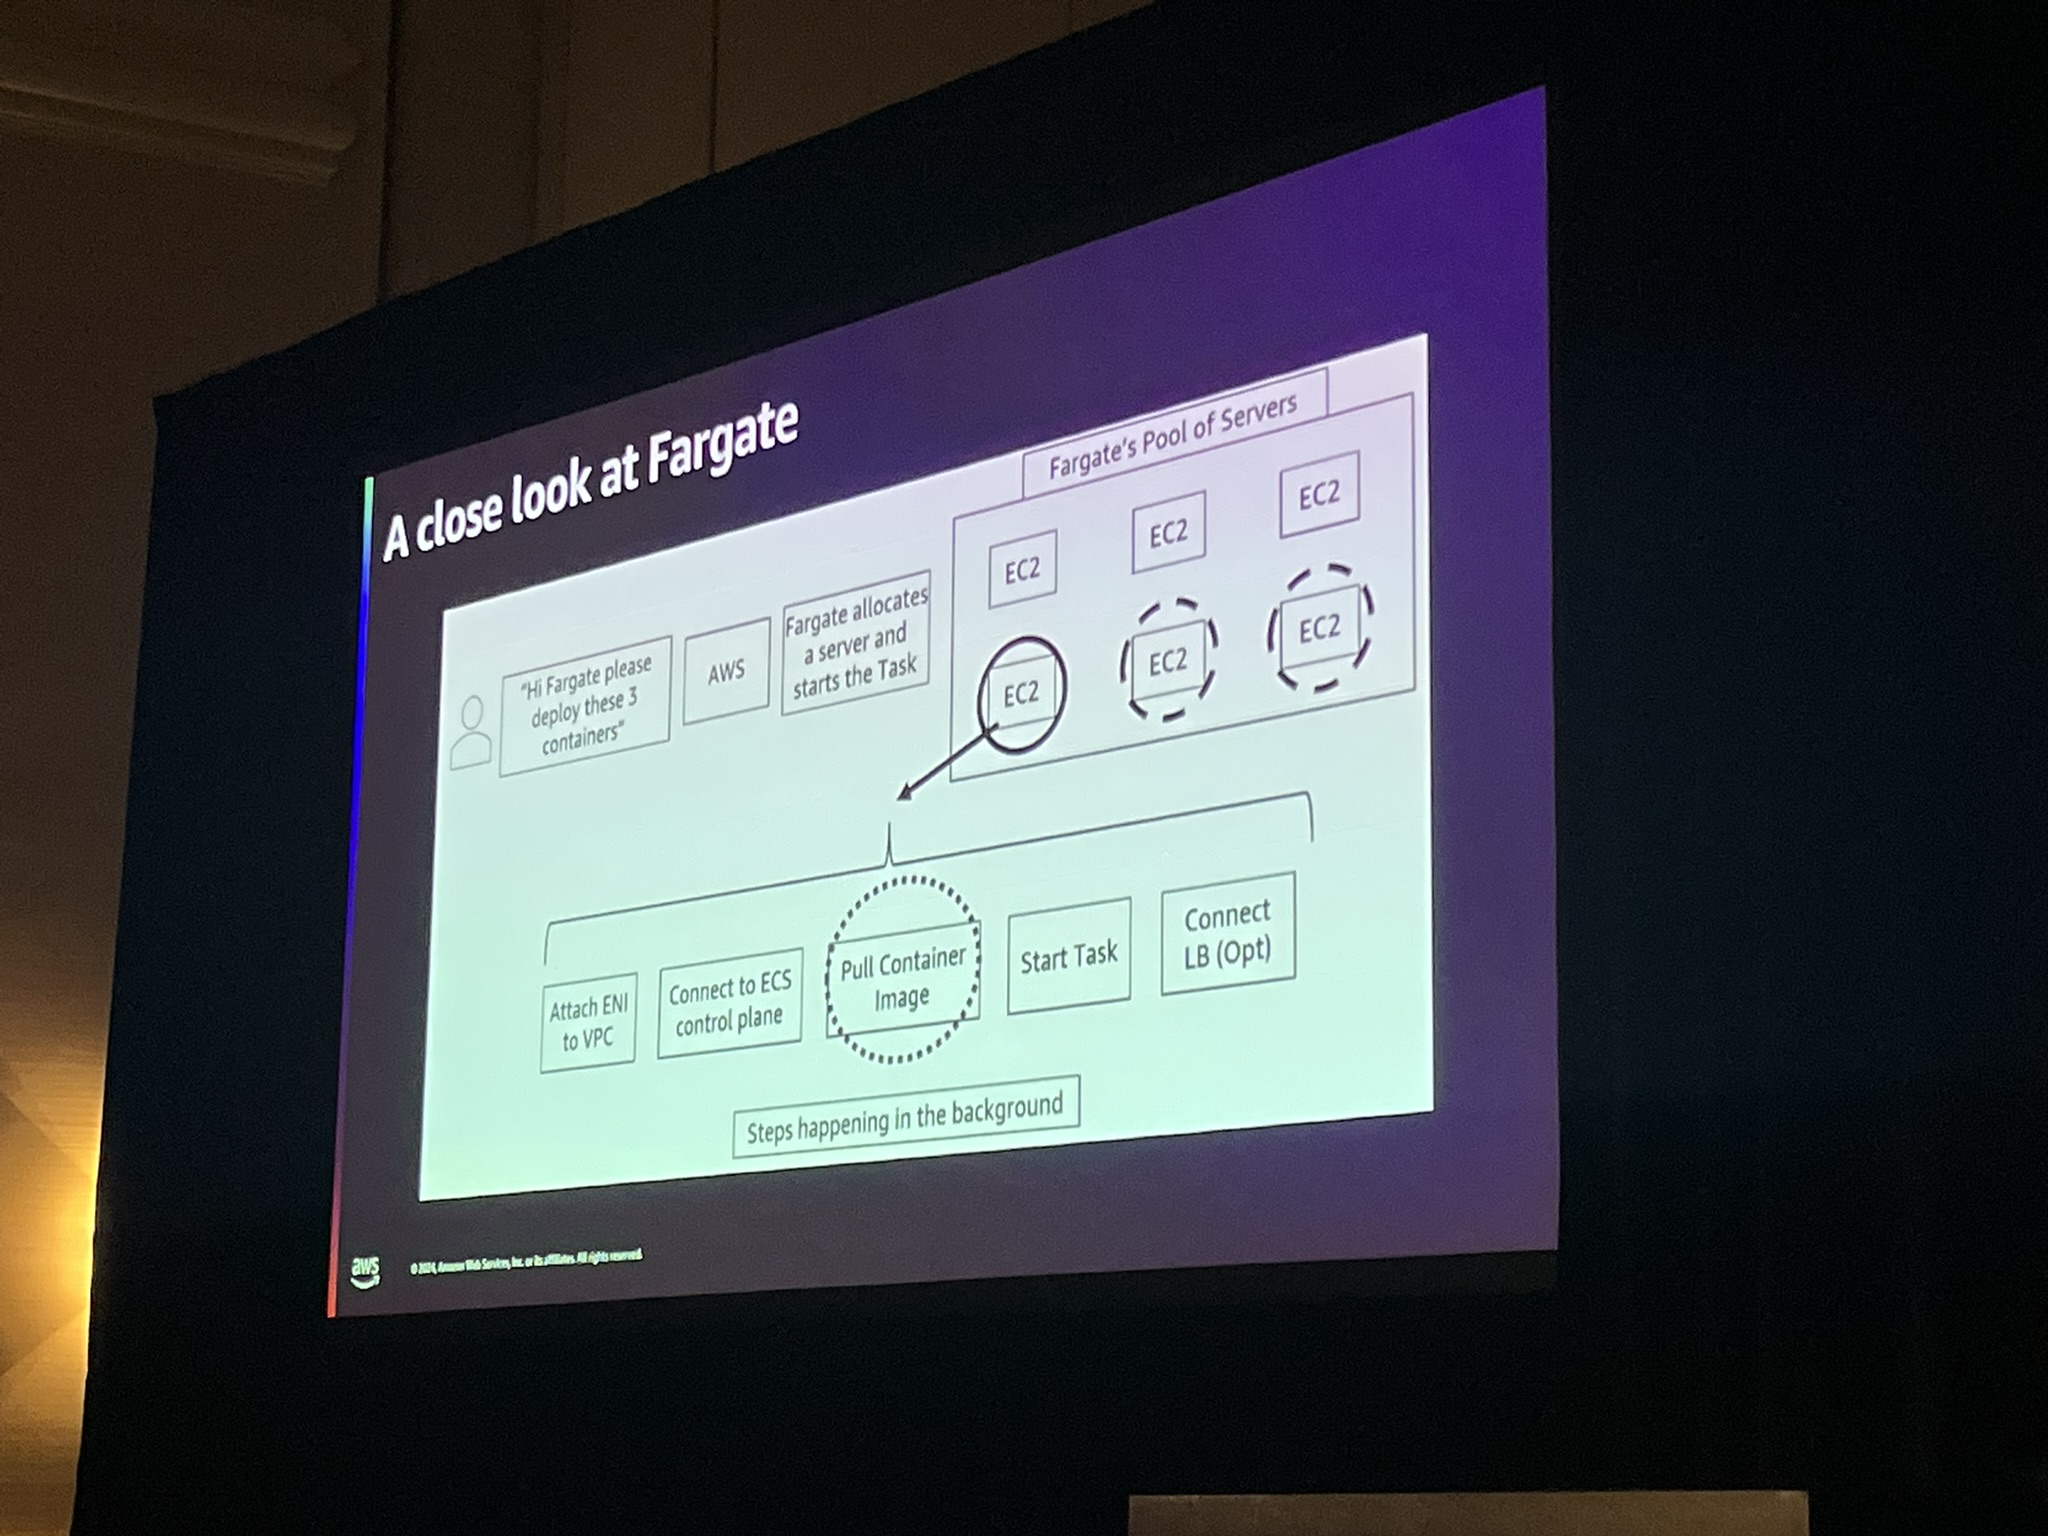 A close look at Fargate
Fargate's Pool of Servers
EC2
EC2
EC2
EC2
EC2
EC2
"Hi Fargate please
deploy these 3
containers"
AWS
Fargate allocates
a server and
starts the Task
Attach ENI
to VPC
Connect to ECS
control plane
Pull Container
Image
Start Task
Connect
LB (Opt)
Steps happening in the background
aws
© 2024, Amazon Web Services, Inc. or its affiliates. All rights reserved.